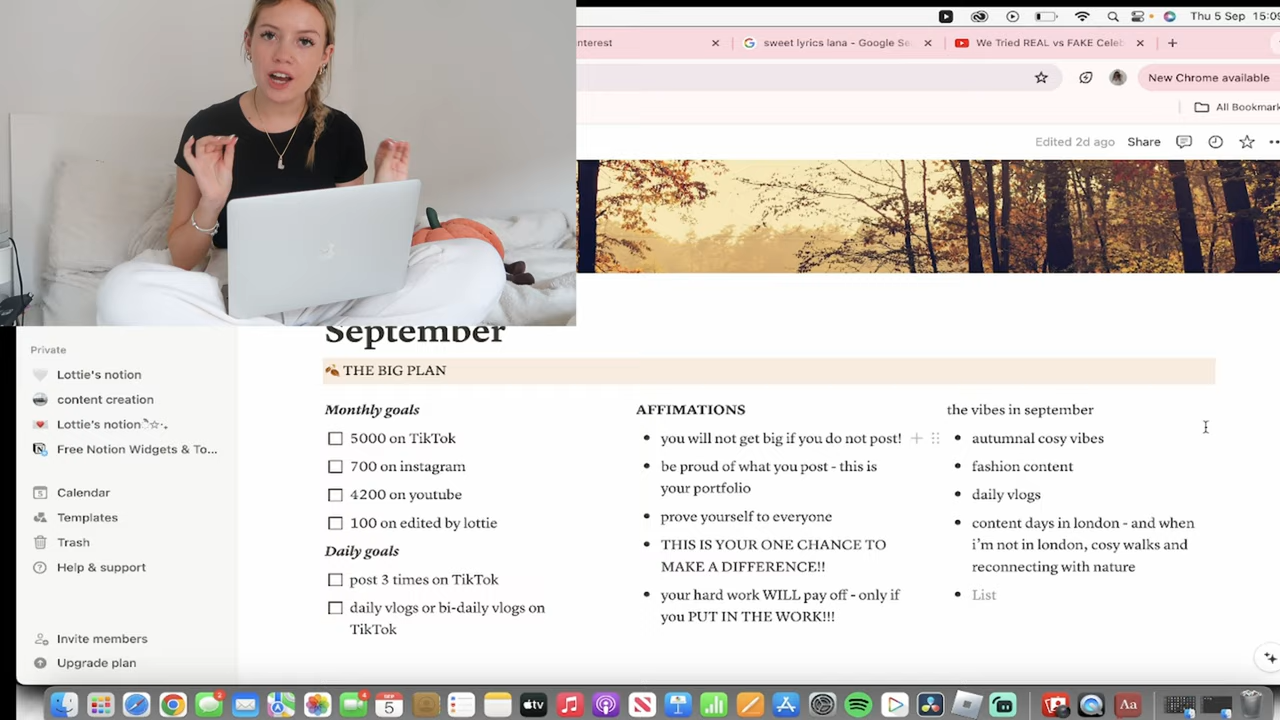 Thu 5 Sep 15:09
nterest
sweet lyrics lana - Google Se
We Tried REAL vs FAKE Celeb
New Chrome available
All Bookmark
Edited 2d ago Share
September
THE BIG PLAN
Private
Lottie's notion
content creation
Lottie's notion
Free Notion Widgets & To...
Calendar
Templates
Trash
Help & support
Invite members
Upgrade plan
Monthly goals
5000 on TikTok
700 on instagram
4200 on youtube
100 on edited by lottie
Daily goals
post 3 times on TikTok
daily vlogs or bi-daily vlogs on
TikTok
AFFIMATIONS
you will not get big if you do not post!
be proud of what you post - this is
your portfolio
prove yourself to everyone
THIS IS YOUR ONE CHANCE TO
MAKE A DIFFERENCE!!
your hard work WILL pay off - only if
you PUT IN THE WORK!!!
the vibes in september
autumnal cosy vibes
fashion content
daily vlogs
content days in london - and when
i'm not in london, cosy walks and
reconnecting with nature
List
2
4
SEP
5
tv
Aa